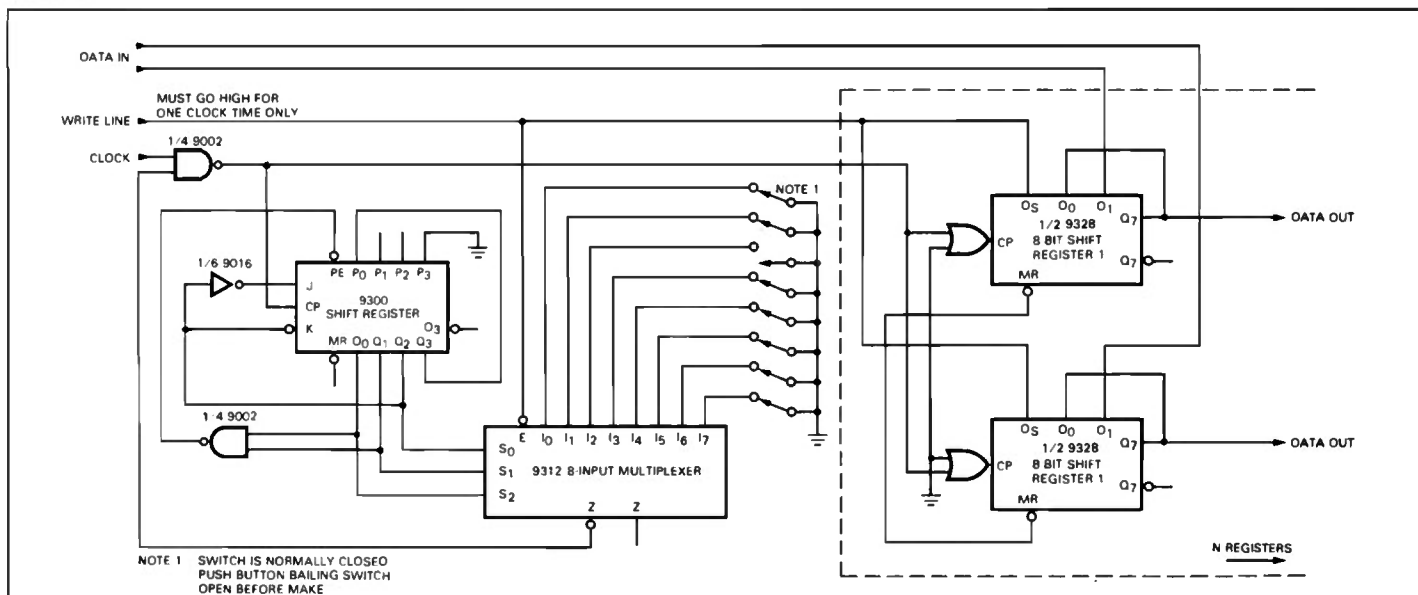 DATA IN
MUST GO HIGH FOR
ONE CLOCK TIME ONLY
WRITE LINE
1/4 9002
CLOCK
NOTE 1
1/6 9016
PE P0 P1 P2 P3
J
CP
K
9300
SHIFT REGISTER
O3
MR O0 Q1 Q2 Q3
1/4 9002
E I0 I1 I2 I3 I4 I5 I6 I7
S0
S1
S2
9312 8-INPUT MULTIPLEXER
Z Z
OS O0 O1
Q7
CP
1/2 9328
8 BIT SHIFT
REGISTER 1
MR
Q7
DATA OUT
OS O0 O1
Q7
CP
1/2 9328
8 BIT SHIFT
REGISTER 1
MR
Q7
DATA OUT
N REGISTERS
NOTE 1 SWITCH IS NORMALLY CLOSED
PUSH BUTTON BAILING SWITCH
OPEN BEFORE MAKE